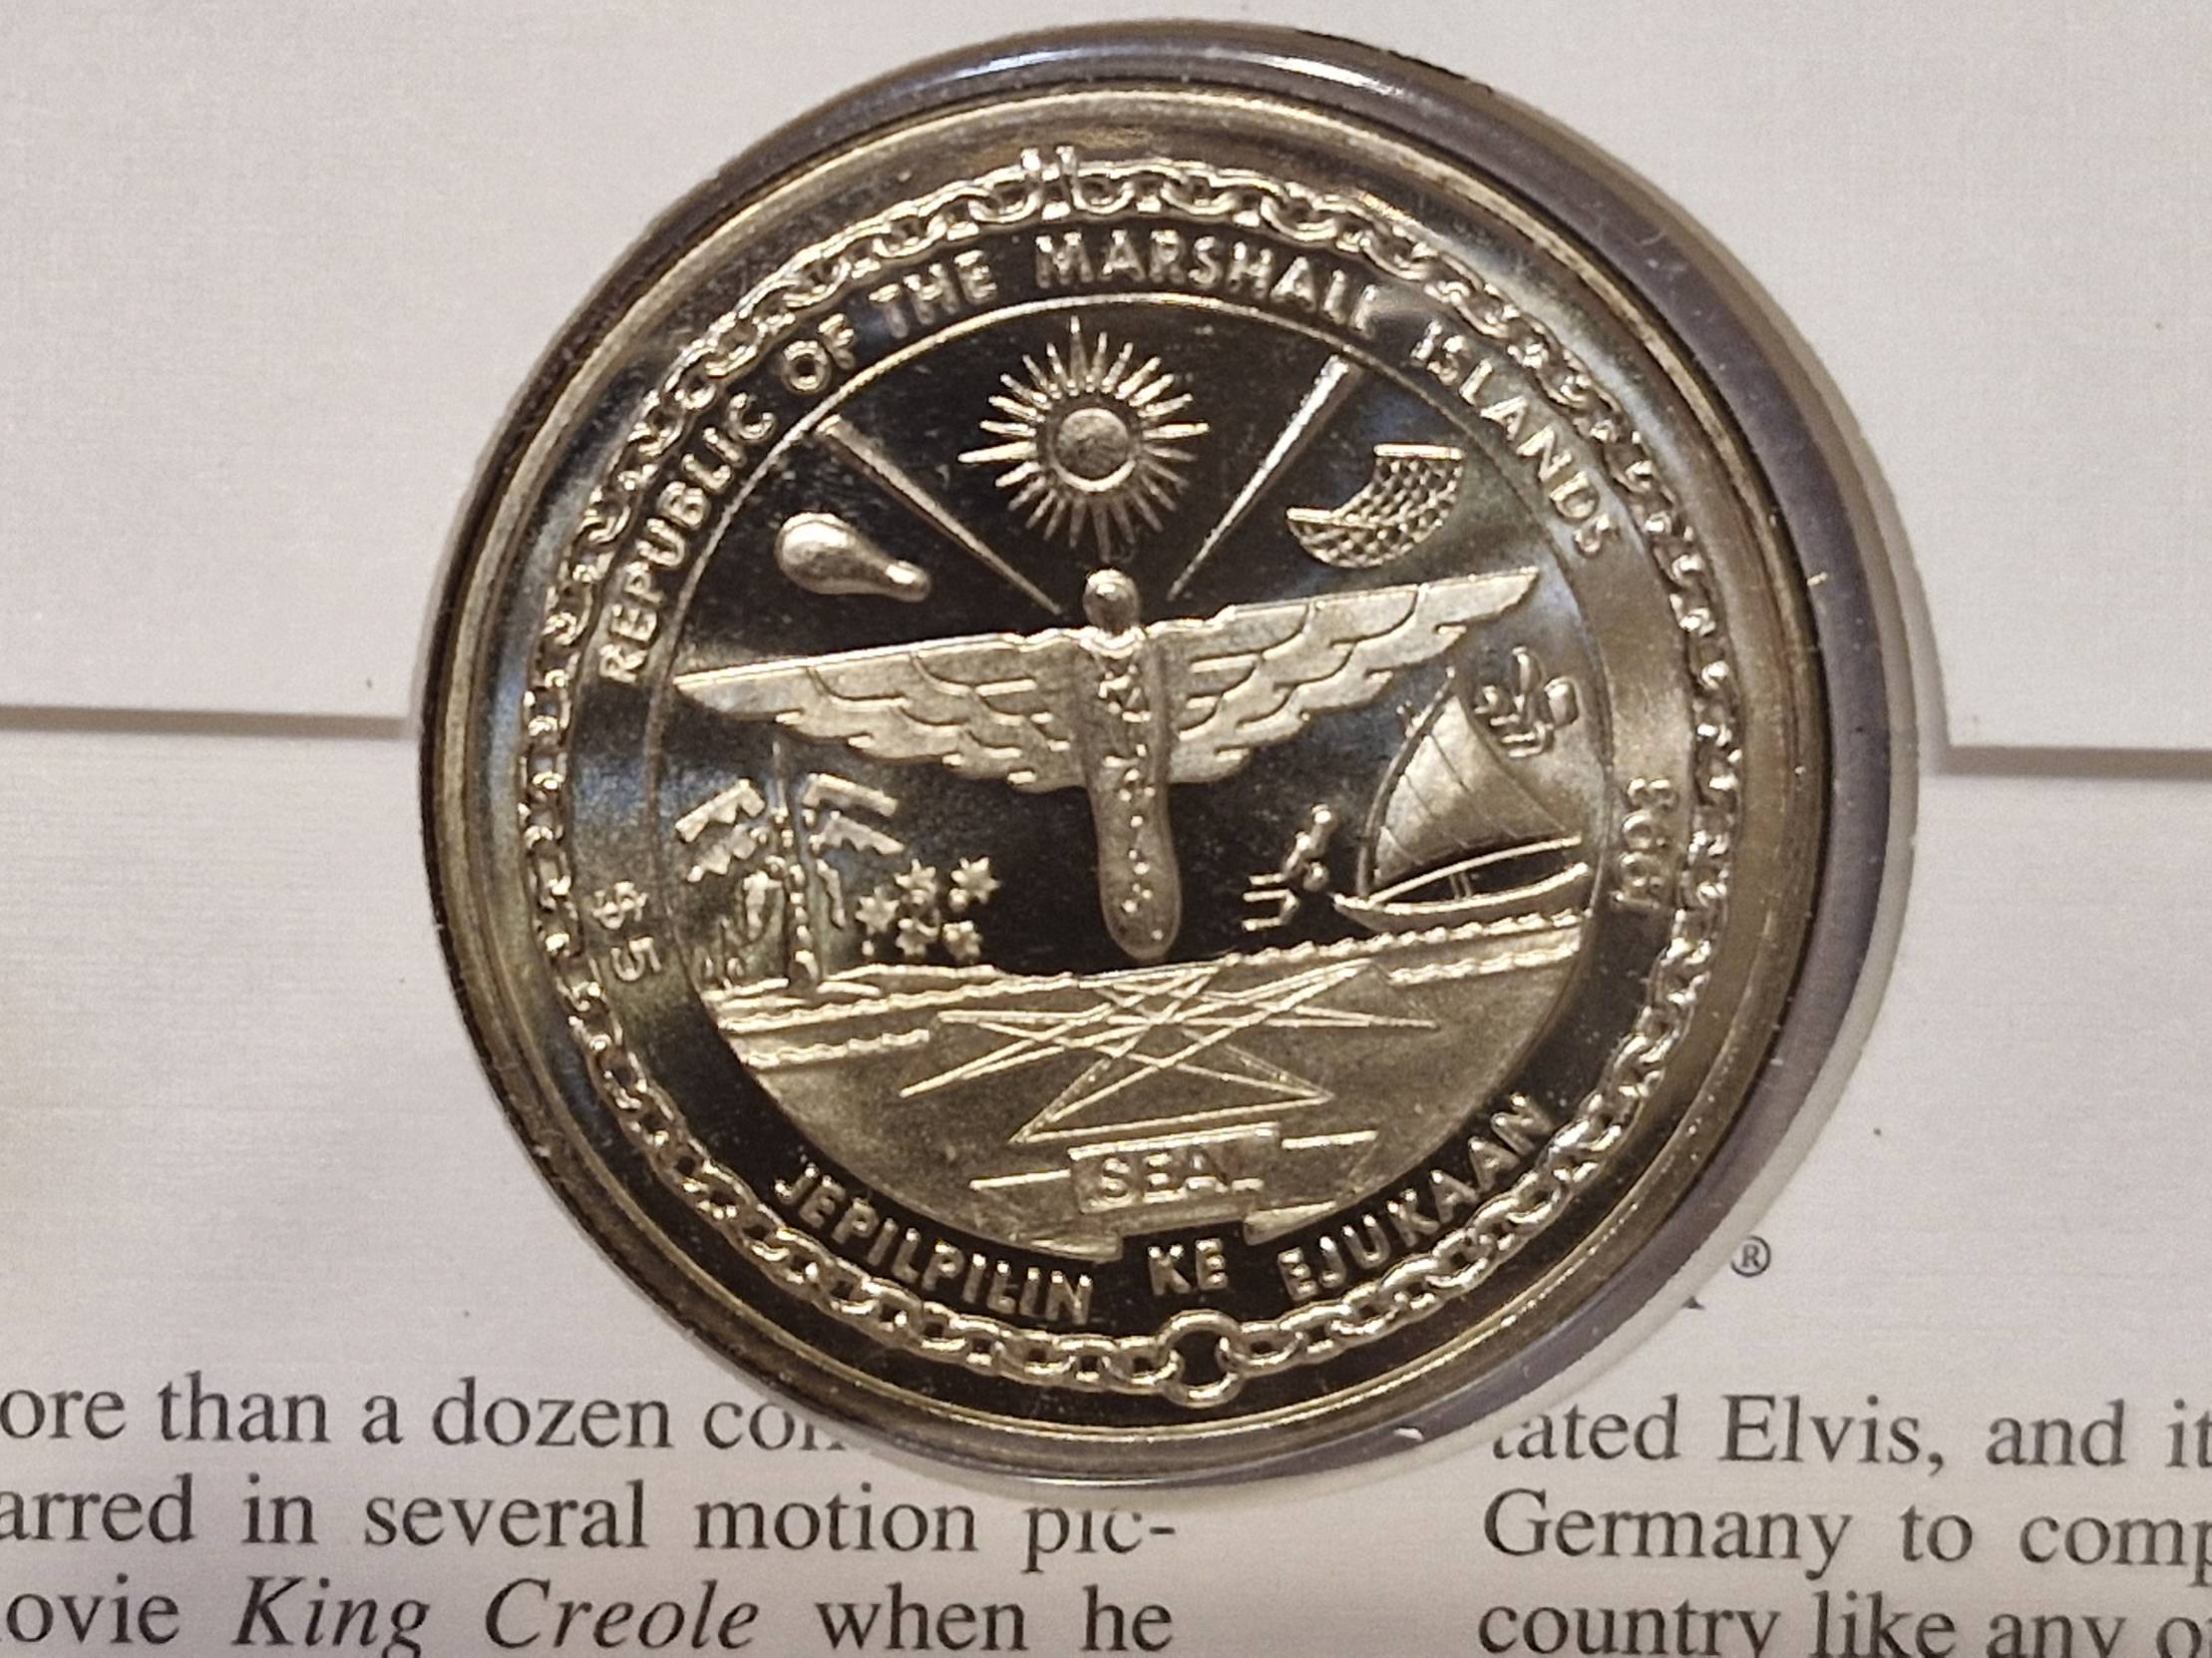 REPUBLIC OF THE MARSHALL ISLANDS
$5
1993
SEAL
JEPILPILIN KE EJUKAAN
®
ore than a dozen
arred in several motion pic-
ovie King Creole when he
tated Elvis, and it
Germany to comp
country like any o